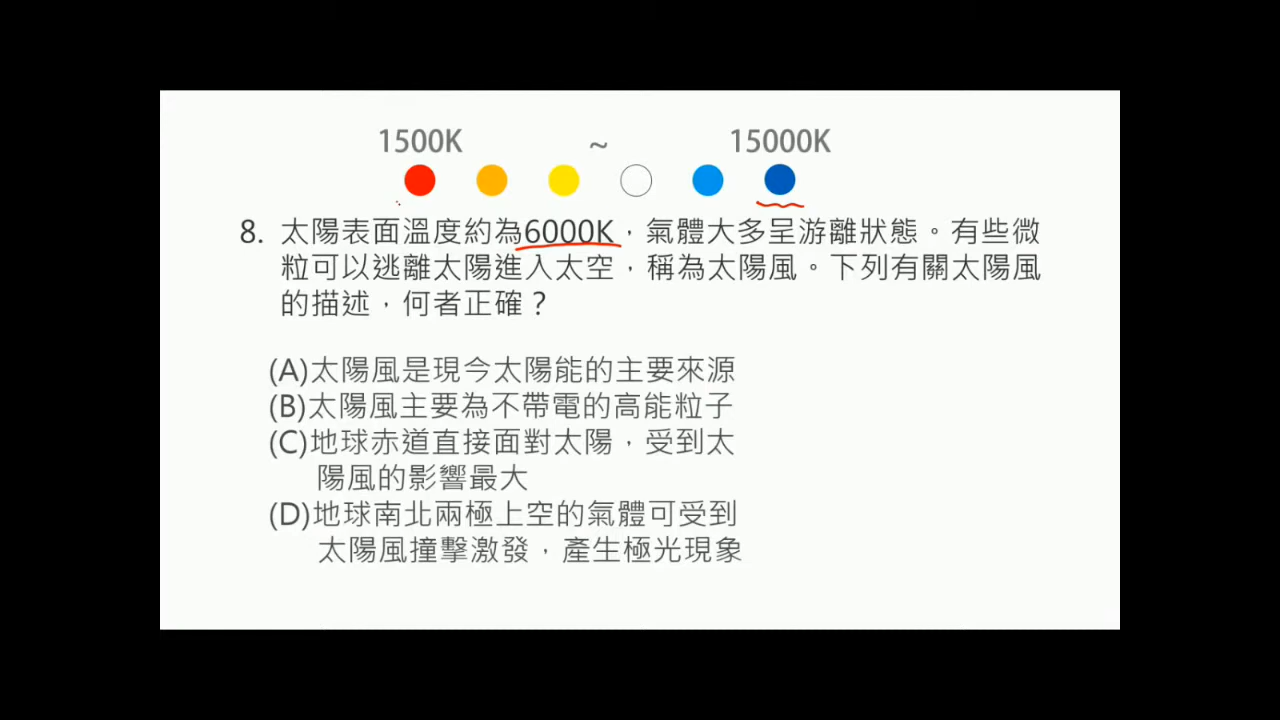 1500K ~ 15000K
8. 太陽表面溫度約為6000K，氣體大多呈游離狀態。有些微
粒可以逃離太陽進入太空，稱為太陽風。下列有關太陽風
的描述，何者正確？
(A)太陽風是現今太陽能的主要來源
(B)太陽風主要為不帶電的高能粒子
(C)地球赤道直接面對太陽，受到太
陽風的影響最大
(D)地球南北兩極上空的氣體可受到
太陽風撞擊激發，產生極光現象